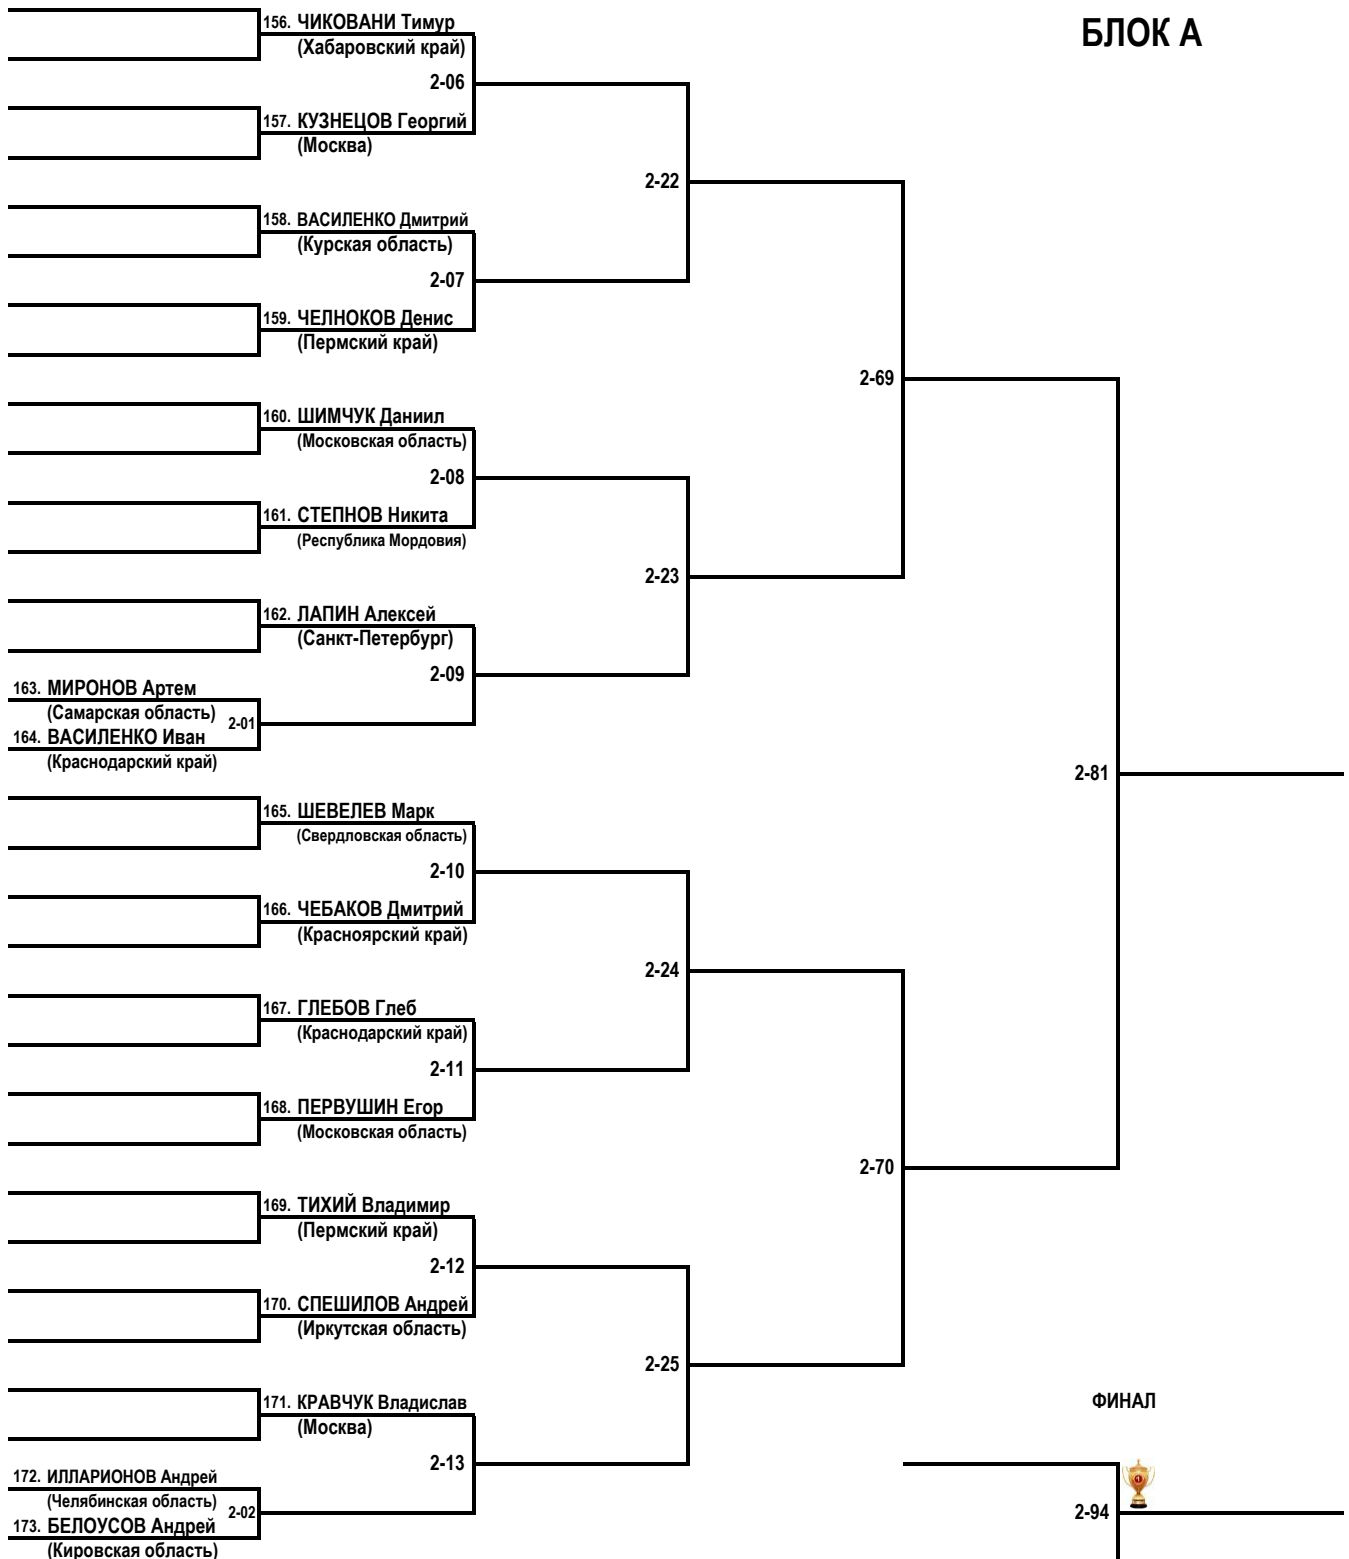 БЛОК А
156. ЧИКОВАНИ Тимур
(Хабаровский край)
2-06
157. КУЗНЕЦОВ Георгий
(Москва)
2-22
158. ВАСИЛЕНКО Дмитрий
(Курская область)
2-07
159. ЧЕЛНОКОВ Денис
(Пермский край)
2-69
160. ШИМЧУК Даниил
(Московская область)
2-08
161. СТЕПНОВ Никита
(Республика Мордовия)
2-23
162. ЛАПИН Алексей
(Санкт-Петербург)
2-09
163. МИРОНОВ Артем
(Самарская область)
2-01
164. ВАСИЛЕНКО Иван
(Краснодарский край)
2-81
165. ШЕВЕЛЕВ Марк
(Свердловская область)
2-10
166. ЧЕБАКОВ Дмитрий
(Красноярский край)
2-24
167. ГЛЕБОВ Глеб
(Краснодарский край)
2-11
168. ПЕРВУШИН Егор
(Московская область)
2-70
169. ТИХИЙ Владимир
(Пермский край)
2-12
170. СПЕШИЛОВ Андрей
(Иркутская область)
2-25
171. КРАВЧУК Владислав
(Москва)
ФИНАЛ
2-13
172. ИЛЛАРИОНОВ Андрей
(Челябинская область)
2-02
2-94
173. БЕЛОУСОВ Андрей
(Кировская область)